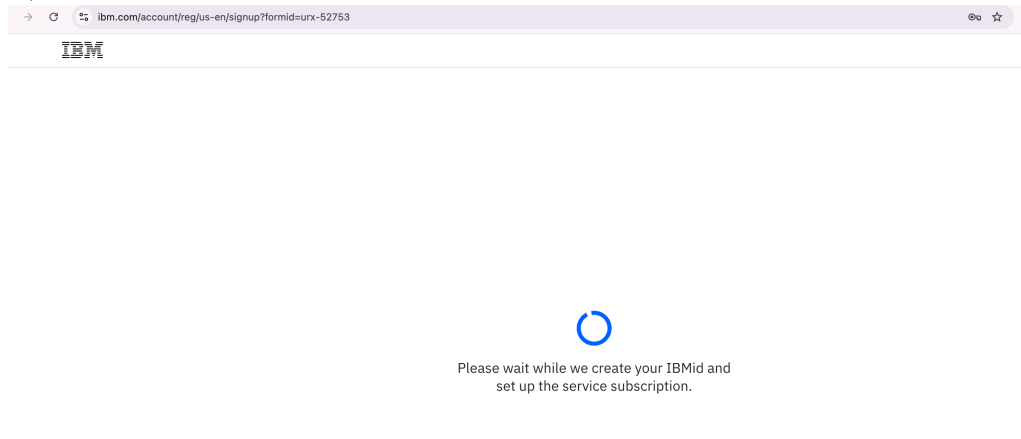 ibm.com/account/reg/us-en/signup?formid=urx-52753
IBM
Please wait while we create your IBMid and
set up the service subscription.